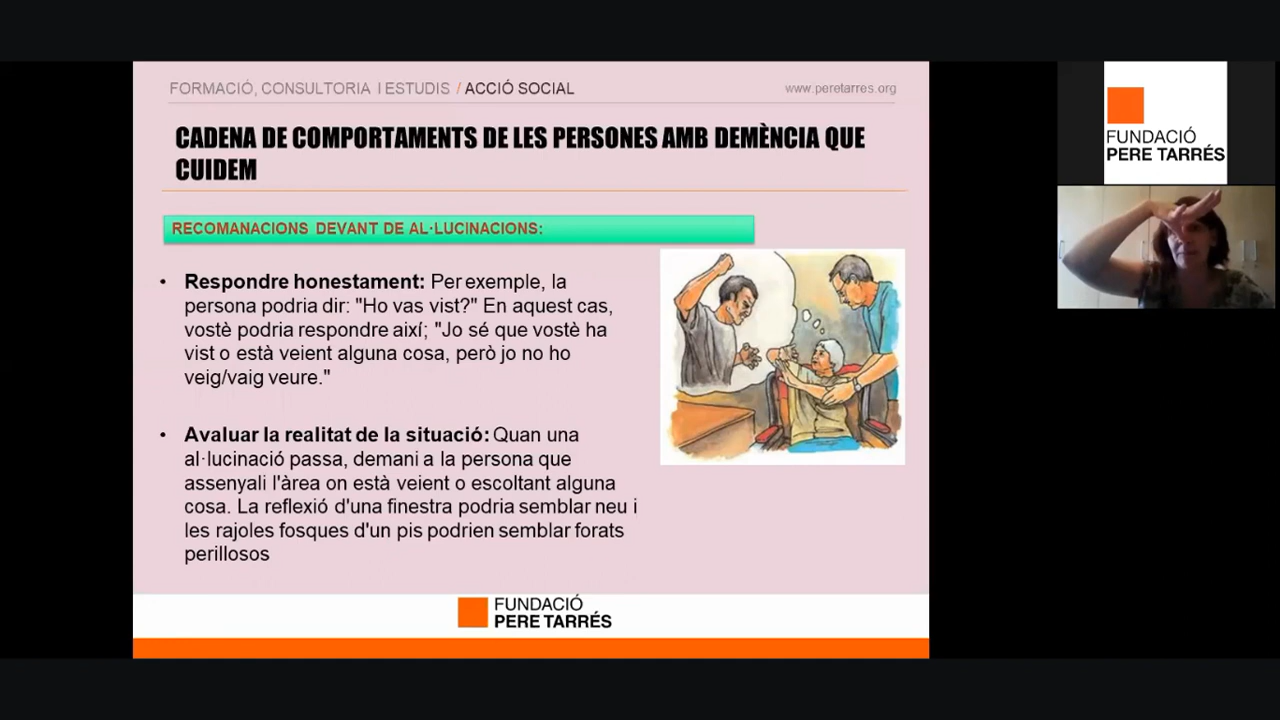 FORMACIÓ, CONSULTORIA I ESTUDIS / ACCIÓ SOCIAL
www.peretarres.org
CADENA DE COMPORTAMENTS DE LES PERSONES AMB DEMÈNCIA QUE
CUIDEM
RECOMANACIONS DEVANT DE AL·LUCINACIONS:
• Respondre honestament: Per exemple, la
persona podria dir: "Ho vas vist?" En aquest cas,
vostè podria respondre així; "Jo sé que vostè ha
vist o està veient alguna cosa, però jo no ho
veig/vaig veure."
• Avaluar la realitat de la situació: Quan una
al·lucinació passa, demani a la persona que
assenyali l'àrea on està veient o escoltant alguna
cosa. La reflexió d'una finestra podria semblar neu i
les rajoles fosques d'un pis podrien semblar forats
perillosos
FUNDACIÓ
PERE TARRÉS
FUNDACIÓ
PERE TARRÉS